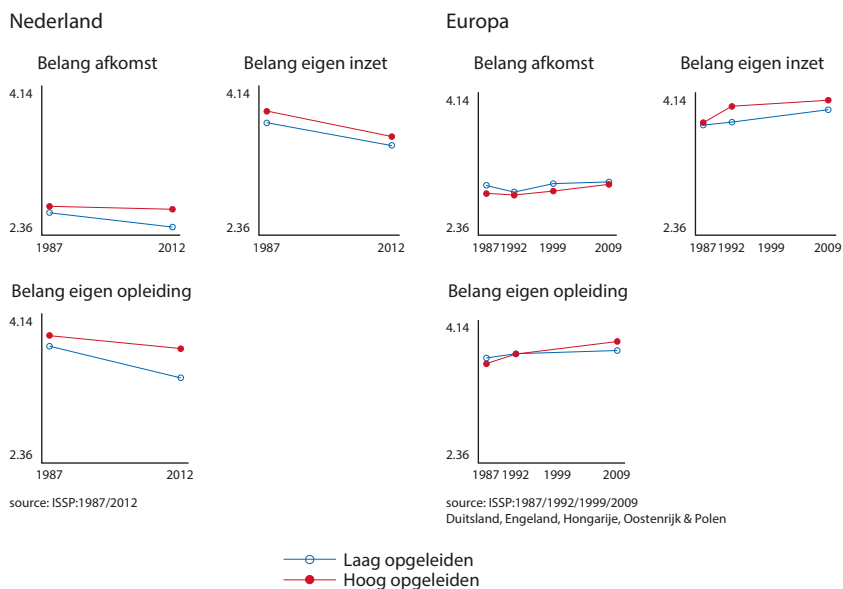 Nederland
Belang afkomst
4.14
2.36
1987
2012
Belang eigen inzet
4.14
2.36
1987
2012
Belang eigen opleiding
4.14
2.36
1987
2012
source: ISSP:1987/2012
Europa
Belang afkomst
4.14
2.36
1987
1992
1999
2009
Belang eigen inzet
4.14
2.36
1987
1992
1999
2009
Belang eigen opleiding
4.14
2.36
1987
1992
1999
2009
source: ISSP:1987/1992/1999/2009
Duitsland, Engeland, Hongarije, Oostenrijk & Polen
Laag opgeleiden
Hoog opgeleiden